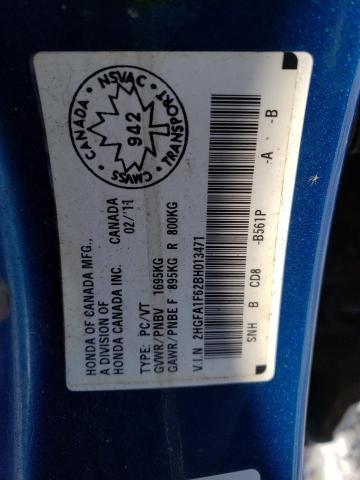 HONDA OF CANADA MFG., CANADA
A DIVISION OF 02/'11
HONDA CANADA INC.
TYPE: PC/VT
GVWR/PNBV 1695KG
GAWR/PNBE F 895KG R 800KG
V.I.N 2HGFA1F62BH013471
SNH B CD8 -B561P -A -B
CANADA NSVAC
942
CMVSS TRANSPORT